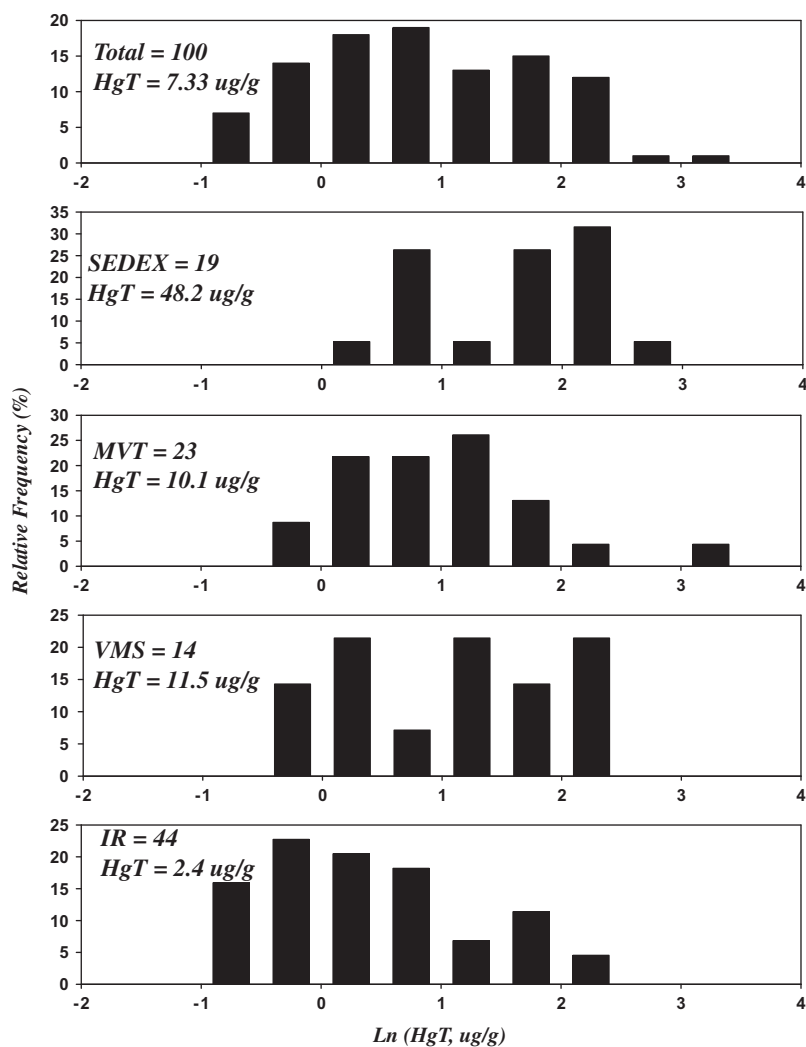 20
15
10
5
0
Total = 100
HgT = 7.33 ug/g
-2 -1 0 1 2 3 4
35
30
25
20
15
10
5
0
SEDEX = 19
HgT = 48.2 ug/g
-2 -1 0 1 2 3 4
Relative Frequency (%)
30
25
20
15
10
5
0
MVT = 23
HgT = 10.1 ug/g
-2 -1 0 1 2 3 4
25
20
15
10
5
0
VMS = 14
HgT = 11.5 ug/g
-2 -1 0 1 2 3 4
25
20
15
10
5
0
IR = 44
HgT = 2.4 ug/g
-2 -1 0 1 2 3 4
Ln (HgT, ug/g)